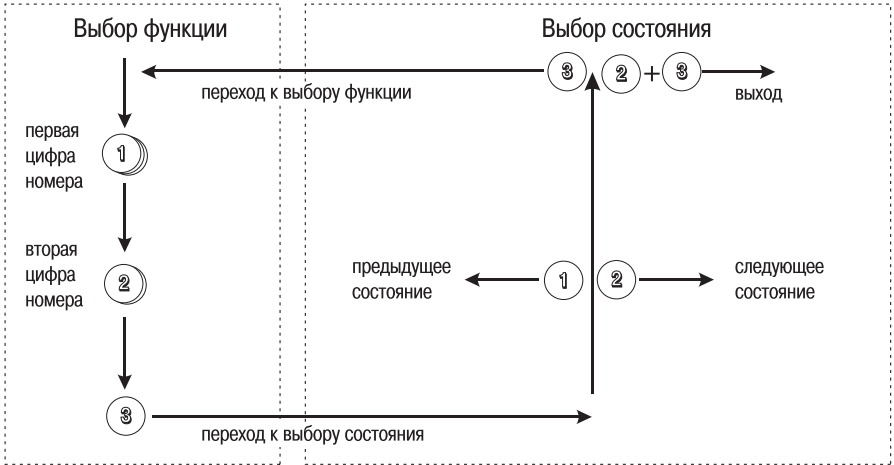 Выбор функции
первая
цифра
номера
1
вторая
цифра
номера
2
3
переход к выбору функции
переход к выбору состояния
Выбор состояния
3 2 + 3
выход
предыдущее
состояние
1 2
следующее
состояние